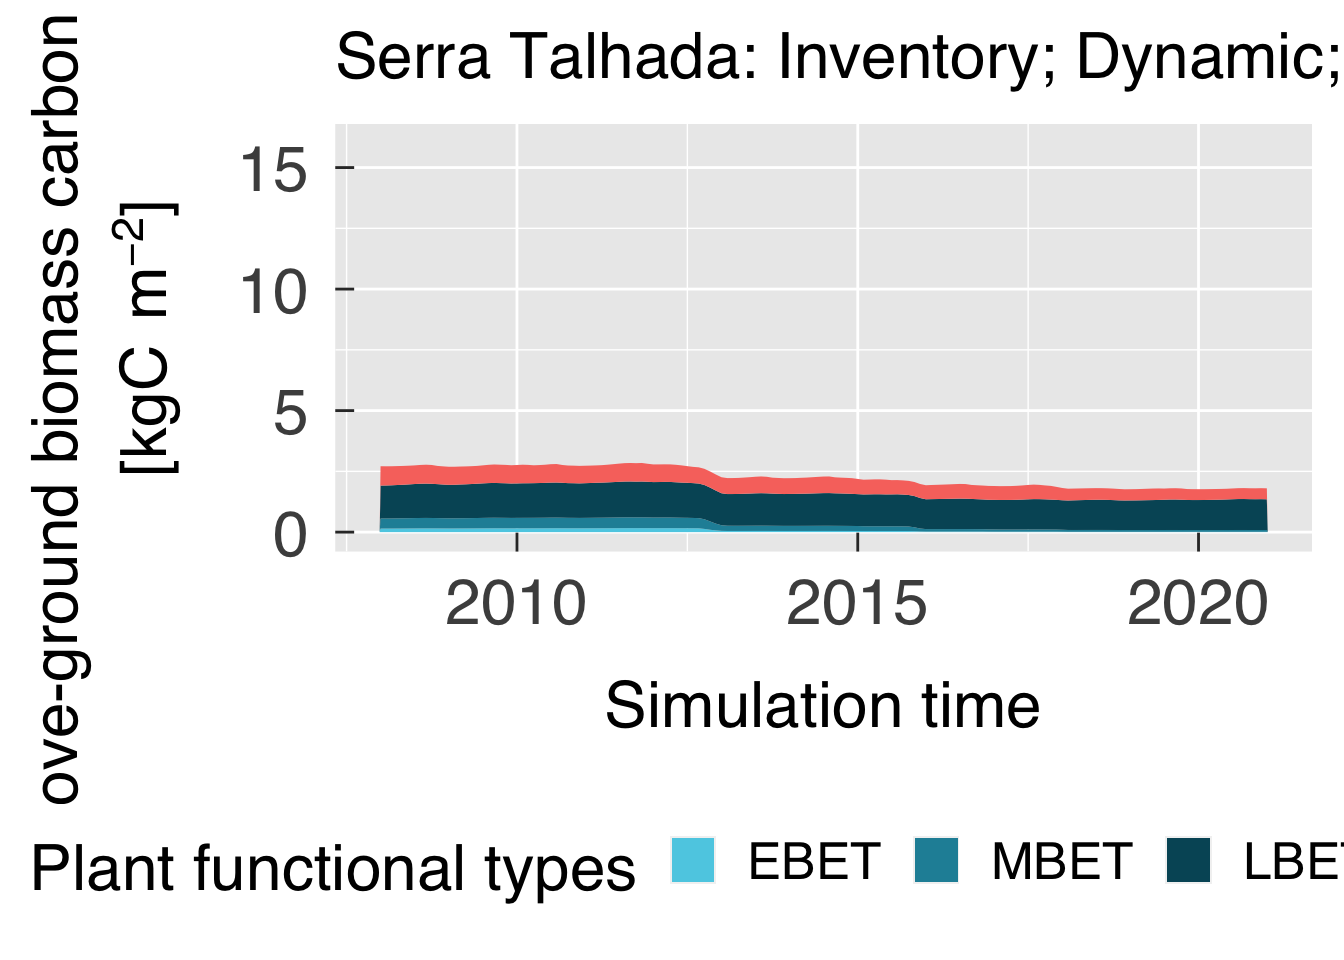 Serra Talhada: Inventory; Dynamic;
ove-ground biomass carbon
[kgC m⁻²]
15
10
5
0
2010 2015 2020
Simulation time
Plant functional types EBET MBET LBET